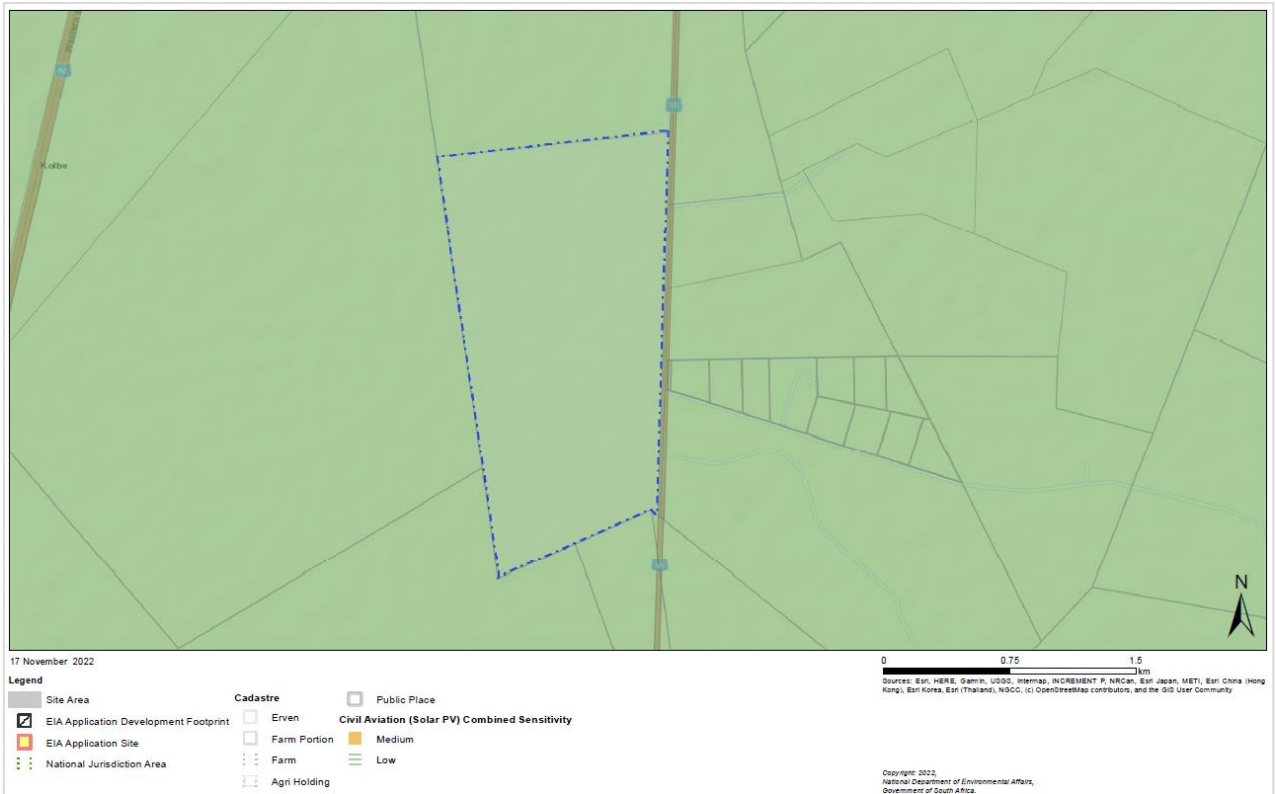 Kolbe
N
17 November 2022
0 0.75 1.5
km
Sources: Esri, HERE, Garmin, USGS, Intermap, INCREMENT P, NRCan, Esri Japan, METI, Esri China (Hong
Kong), Esri Korea, Esri (Thailand), NGCC, (c) OpenStreetMap contributors, and the GIS User Community
Legend
Site Area
EIA Application Development Footprint
EIA Application Site
National Jurisdiction Area
Cadastre
Erven
Farm Portion
Farm
Agri Holding
Public Place
Civil Aviation (Solar PV) Combined Sensitivity
Medium
Low
Copyright: 2022,
National Department of Environmental Affairs,
Government of South Africa.